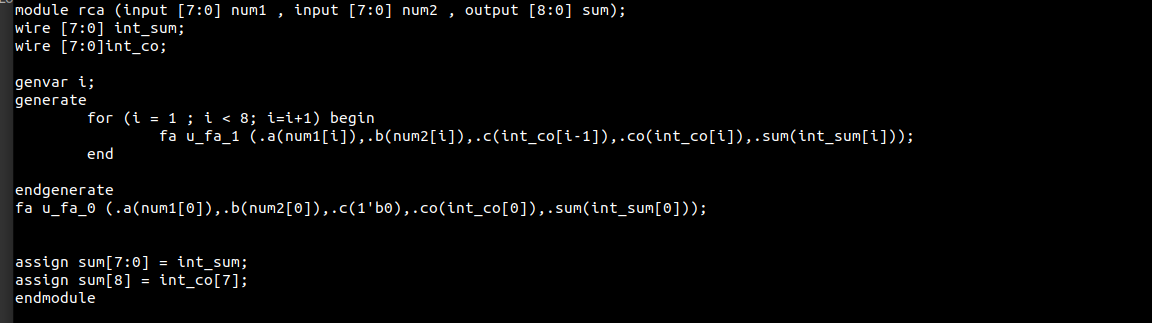 module rca (input [7:0] num1 , input [7:0] num2 , output [8:0] sum);
wire [7:0] int_sum;
wire [7:0]int_co;

genvar i;
generate
        for (i = 1 ; i < 8; i=i+1) begin
                fa u_fa_1 (.a(num1[i]),.b(num2[i]),.c(int_co[i-1]),.co(int_co[i]),.sum(int_sum[i]));
        end

endgenerate
fa u_fa_0 (.a(num1[0]),.b(num2[0]),.c(1'b0),.co(int_co[0]),.sum(int_sum[0]));


assign sum[7:0] = int_sum;
assign sum[8] = int_co[7];
endmodule